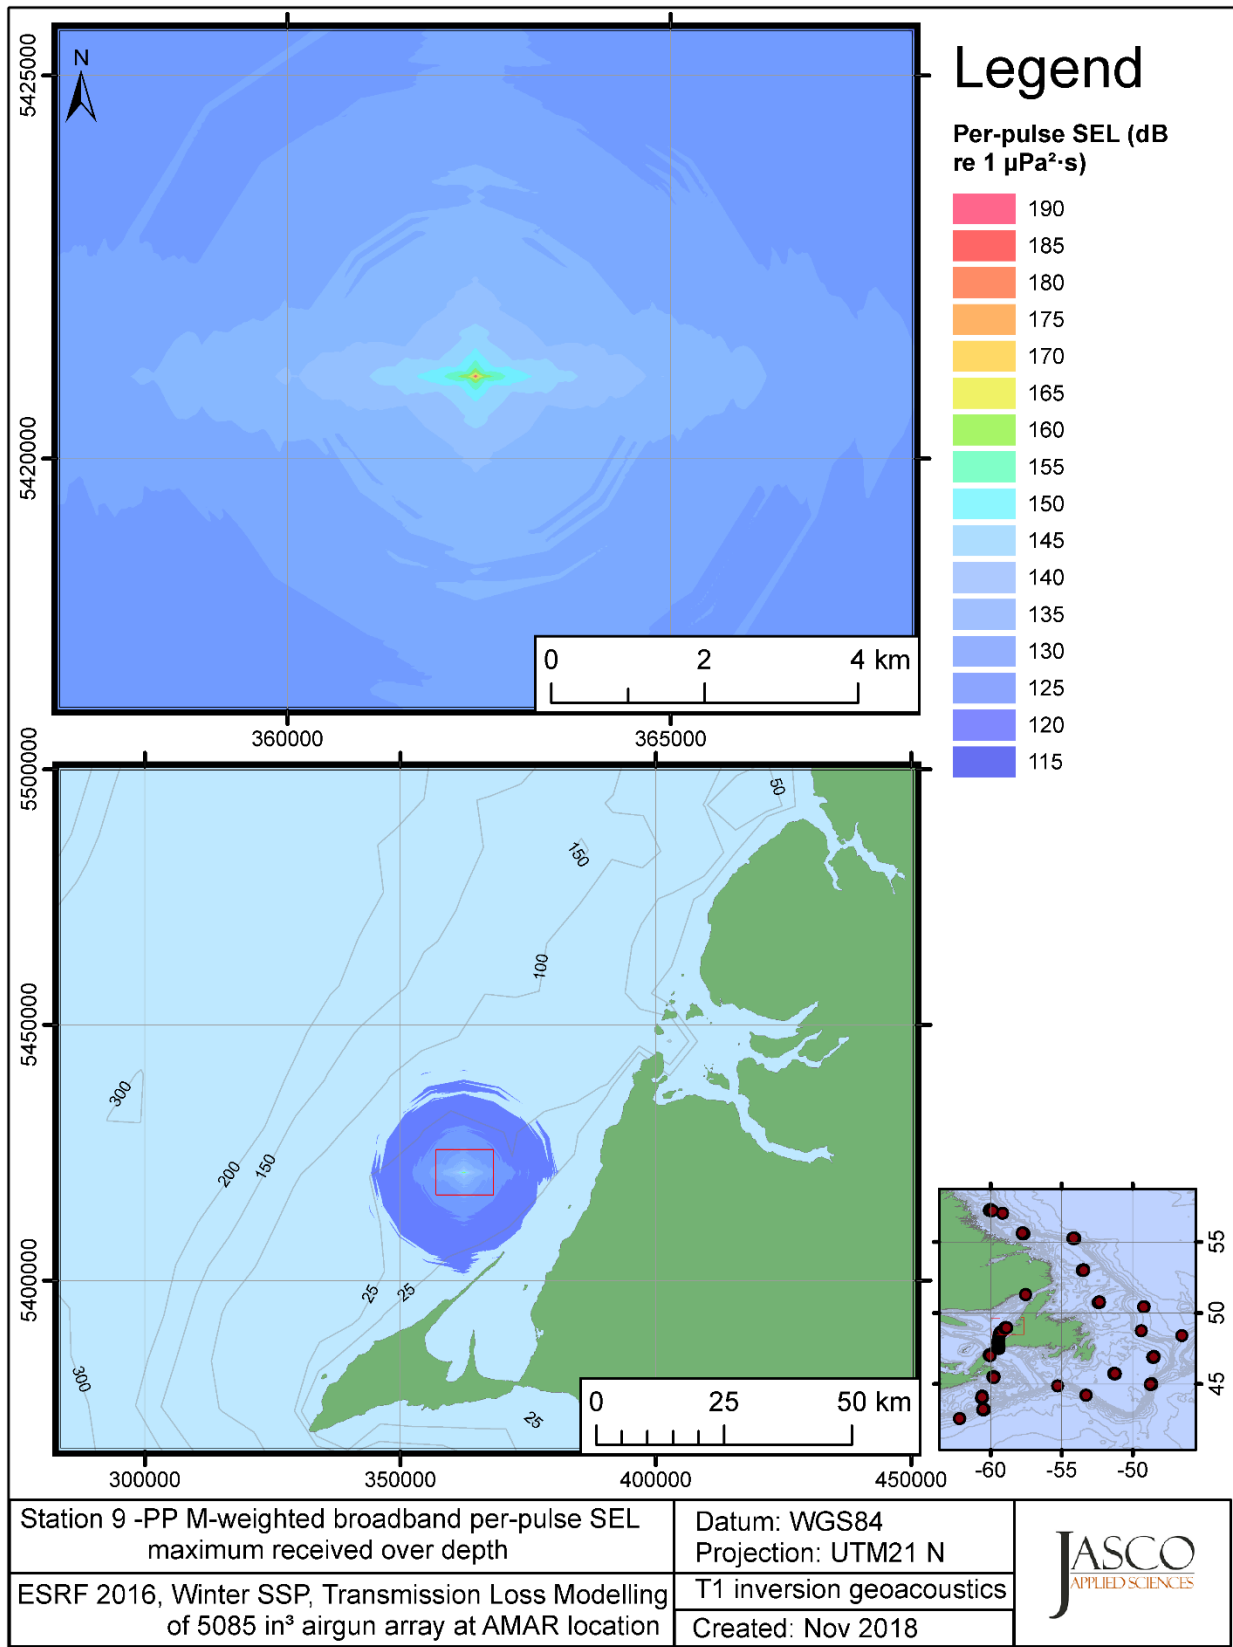 N
5425000
5420000
0
2
4 km
360000
365000
Legend
Per-pulse SEL (dB
re 1 µPa²·s)
190
185
180
175
170
165
160
155
150
145
140
135
130
125
120
115
5500000
5450000
5400000
50
150
100
300
200
150
25
25
300
25
0
25
50 km
300000
350000
400000
450000
55
50
45
-60
-55
-50
Station 9 -PP M-weighted broadband per-pulse SEL
maximum received over depth
ESRF 2016, Winter SSP, Transmission Loss Modelling
of 5085 in³ airgun array at AMAR location
Datum: WGS84
Projection: UTM21 N
T1 inversion geoacoustics
Created: Nov 2018
JASCO
APPLIED SCIENCES